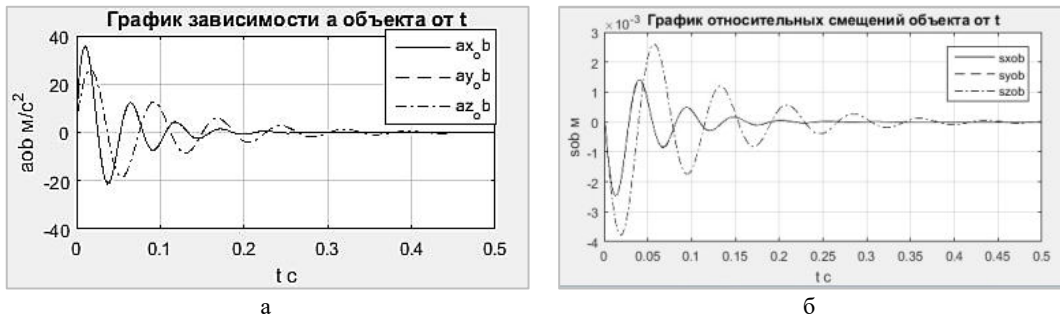 График зависимости а объекта от t
40
20
0
-20
-40
аob м/с²
ax_ob
ay_ob
az_ob
0
0.1
0.2
0.3
0.4
0.5
t c
а
График относительных смещений объекта от t
×10⁻³
3
2
1
0
-1
-2
-3
-4
sob м
sxob
syob
szob
0
0.05
0.1
0.15
0.2
0.25
0.3
0.35
0.4
0.45
0.5
t c
б